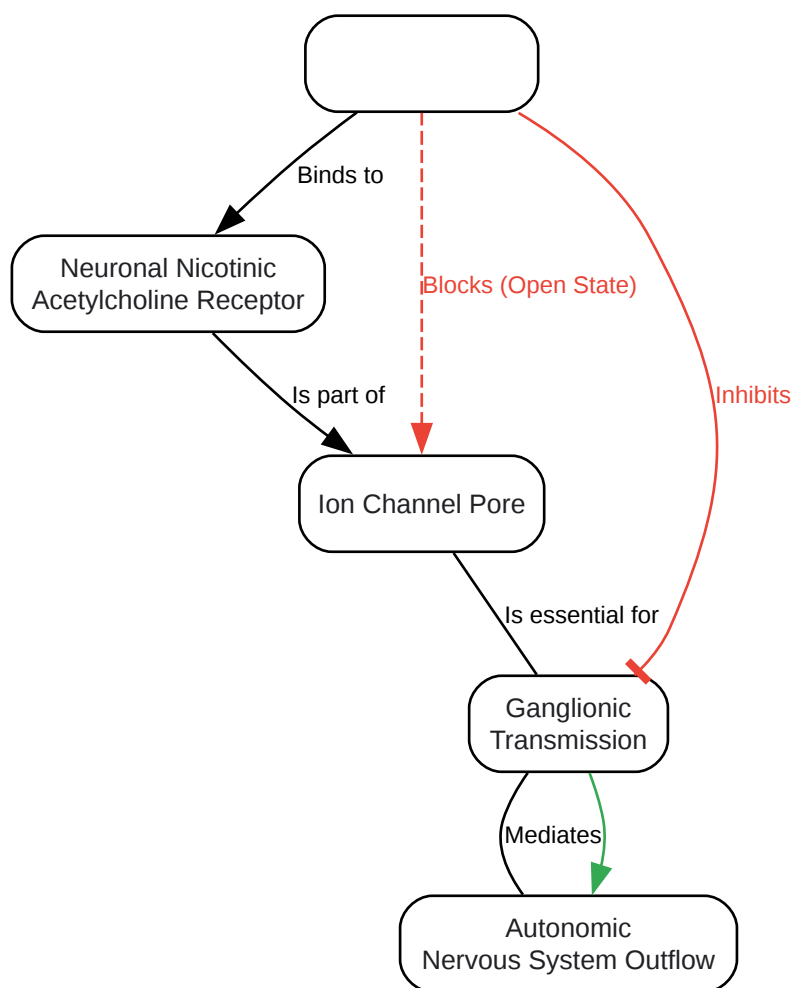 Binds to
Neuronal Nicotinic
Acetylcholine Receptor
Blocks (Open State)
Is part of
Inhibits
Ion Channel Pore
Is essential for
Ganglionic
Transmission
Mediates
Autonomic
Nervous System Outflow